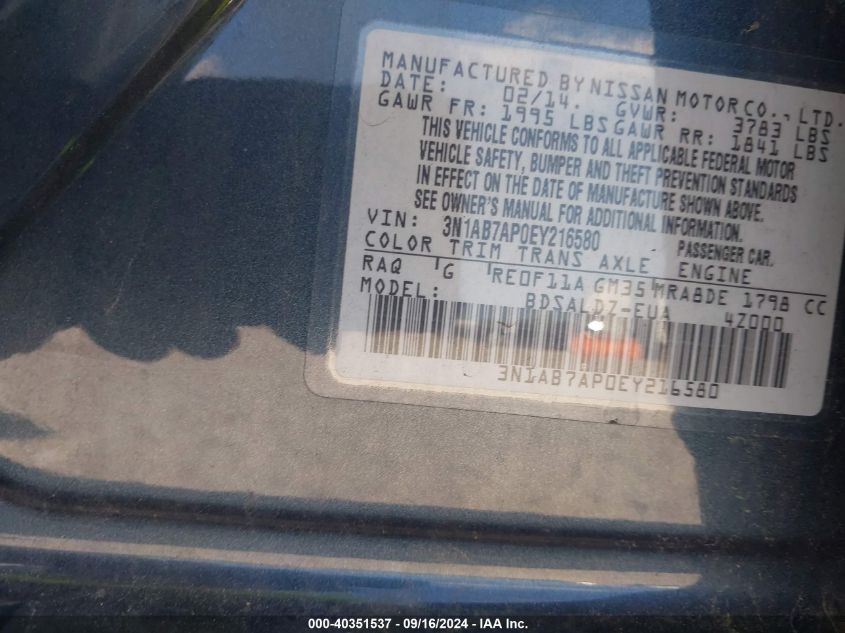 MANUFACTURED BY NISSAN MOTOR CO., LTD.
DATE: 02/14. GVWR: 3783 LBS
GAWR FR: 1995 LBS GAWR RR: 1841 LBS
THIS VEHICLE CONFORMS TO ALL APPLICABLE FEDERAL MOTOR
VEHICLE SAFETY, BUMPER AND THEFT PREVENTION STANDARDS
IN EFFECT ON THE DATE OF MANUFACTURE SHOWN ABOVE.
SEE OWNER'S MANUAL FOR ADDITIONAL INFORMATION.
VIN: 3N1AB7AP0EY216580 PASSENGER CAR.
COLOR TRIM TRANS AXLE ENGINE
RAQ G RE0F11A GM35 MRA8DE 1798 CC
MODEL: BDSALDZ-EUA 4Z000
3N1AB7AP0EY216580
000-40351537 - 09/16/2024 - IAA Inc.